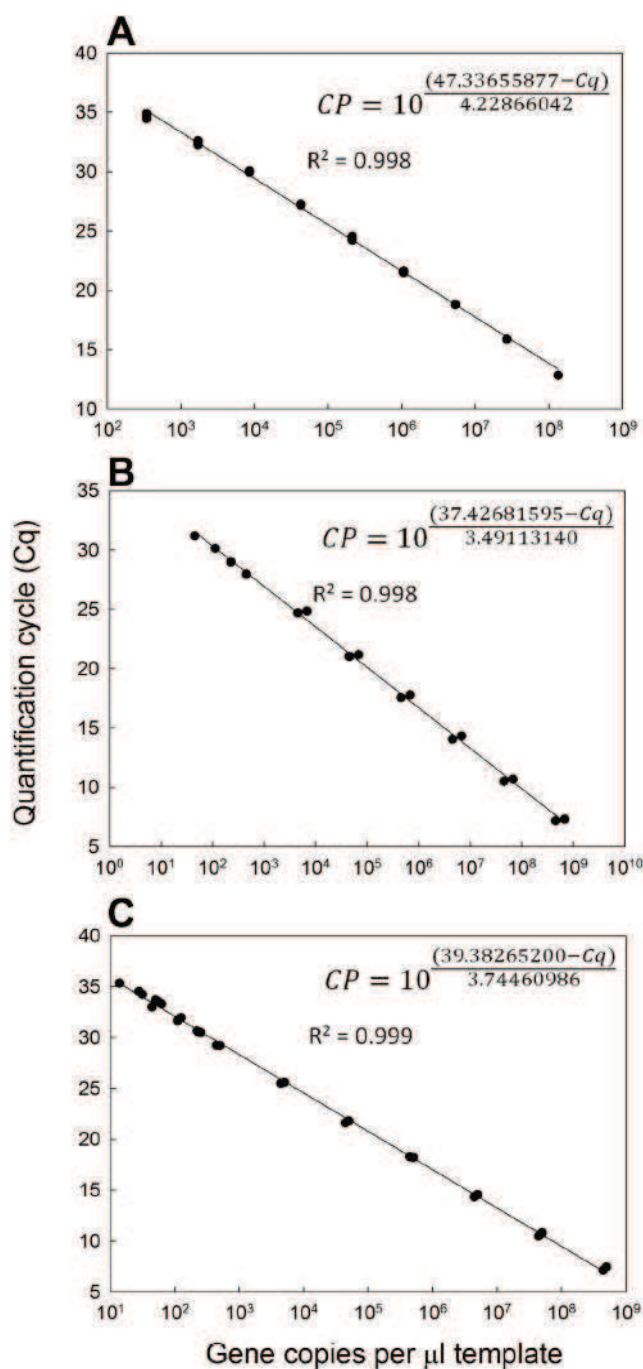 A
40
CP = 10^((47.33655877−Cq)/4.22866042)
35
R² = 0.998
30
25
20
15
10
10² 10³ 10⁴ 10⁵ 10⁶ 10⁷ 10⁸ 10⁹
B
35
CP = 10^((37.42681595−Cq)/3.49113140)
30
R² = 0.998
25
20
15
10
5
10⁰ 10¹ 10² 10³ 10⁴ 10⁵ 10⁶ 10⁷ 10⁸ 10⁹ 10¹⁰
Quantification cycle (Cq)
C
40
CP = 10^((39.38265200−Cq)/3.74460986)
35
R² = 0.999
30
25
20
15
10
5
10¹ 10² 10³ 10⁴ 10⁵ 10⁶ 10⁷ 10⁸ 10⁹
Gene copies per μl template